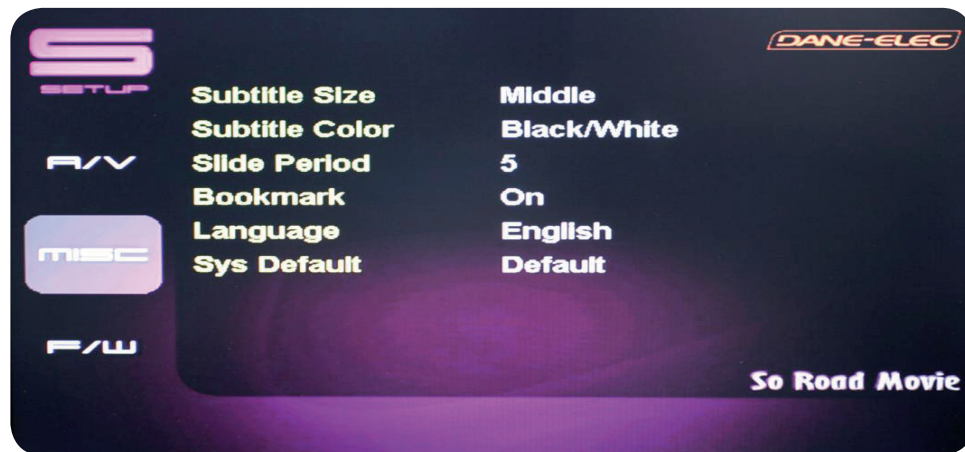 S
SETUP
DANE-ELEC
A/V
MISC
F/W
Subtitle Size Middle
Subtitle Color Black/White
Slide Period 5
Bookmark On
Language English
Sys Default Default
So Road Movie